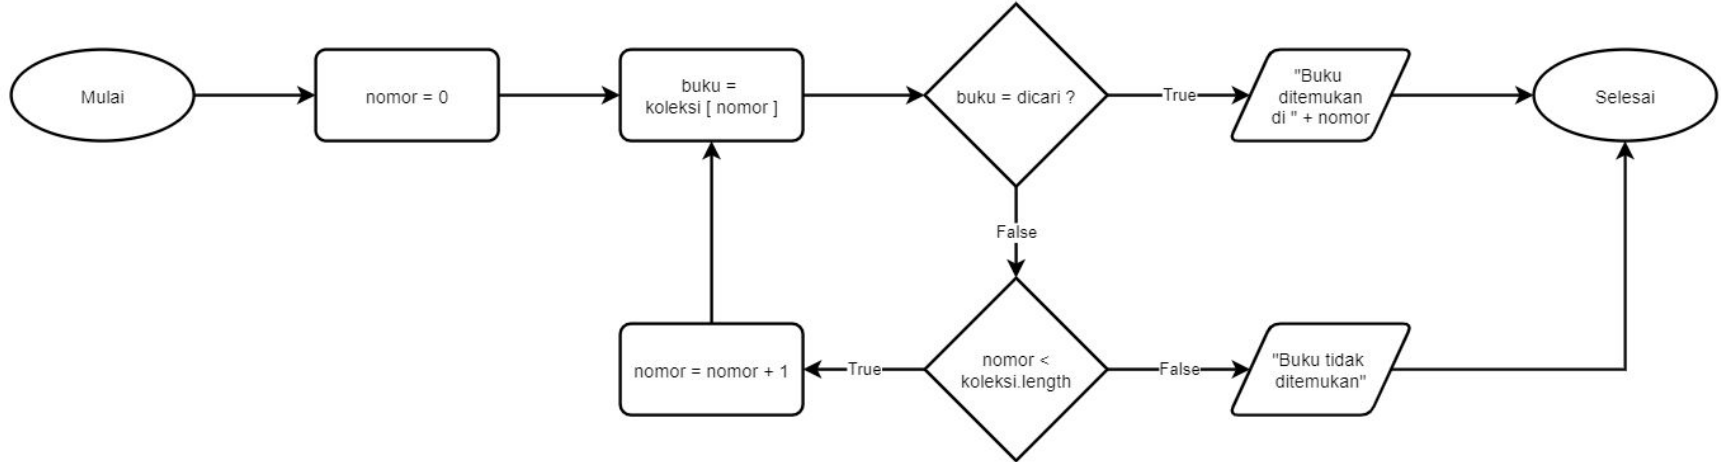 Mulai
nomor = 0
buku =
koleksi [ nomor ]
buku = dicari ?
True
"Buku
ditemukan
di " + nomor
Selesai
False
nomor = nomor + 1
True
nomor <
koleksi.length
False
"Buku tidak
ditemukan"